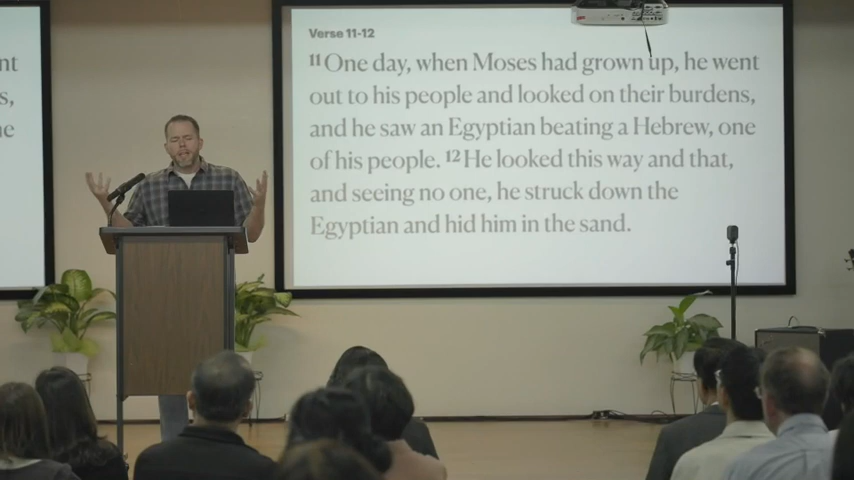 nt
s,
ne
Verse 11-12
11 One day, when Moses had grown up, he went
out to his people and looked on their burdens,
and he saw an Egyptian beating a Hebrew, one
of his people. 12 He looked this way and that,
and seeing no one, he struck down the
Egyptian and hid him in the sand.